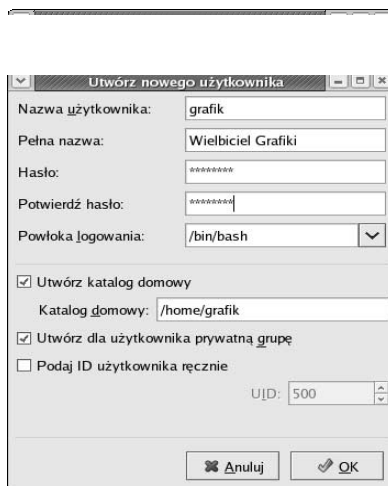 Utwórz nowego użytkownika
Nazwa użytkownika: grafik
Pełna nazwa: Wielbiciel Grafiki
Hasło: ********
Potwierdź hasło: ********
Powłoka logowania: /bin/bash
Utwórz katalog domowy
Katalog domowy: /home/grafik
Utwórz dla użytkownika prywatną grupę
Podaj ID użytkownika ręcznie
UID: 500
Anuluj OK